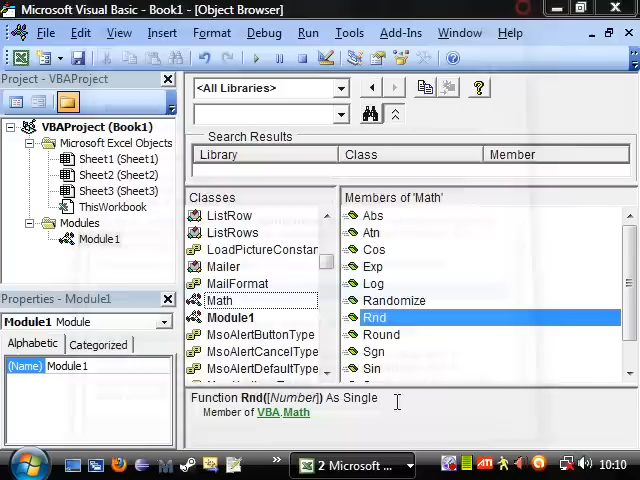 Microsoft Visual Basic - Book1 - [Object Browser]
File Edit View Insert Format Debug Run Tools Add-Ins Window Help
Project - VBAProject
VBAProject (Book1)
Microsoft Excel Objects
Sheet1 (Sheet1)
Sheet2 (Sheet2)
Sheet3 (Sheet3)
ThisWorkbook
Modules
Module1
Properties - Module1
Module1 Module
Alphabetic Categorized
(Name) Module1
<All Libraries>
Search Results
Library Class Member
Classes
ListRow
ListRows
LoadPictureConstan
Mailer
MailFormat
Math
Module1
MsoAlertButtonType
MsoAlertCancelType
MsoAlertDefaultType
Members of 'Math'
Abs
Atn
Cos
Exp
Log
Randomize
Rnd
Round
Sgn
Sin
Function Rnd([Number]) As Single
Member of VBA.Math
2 Microsoft ...
ATI
10:10